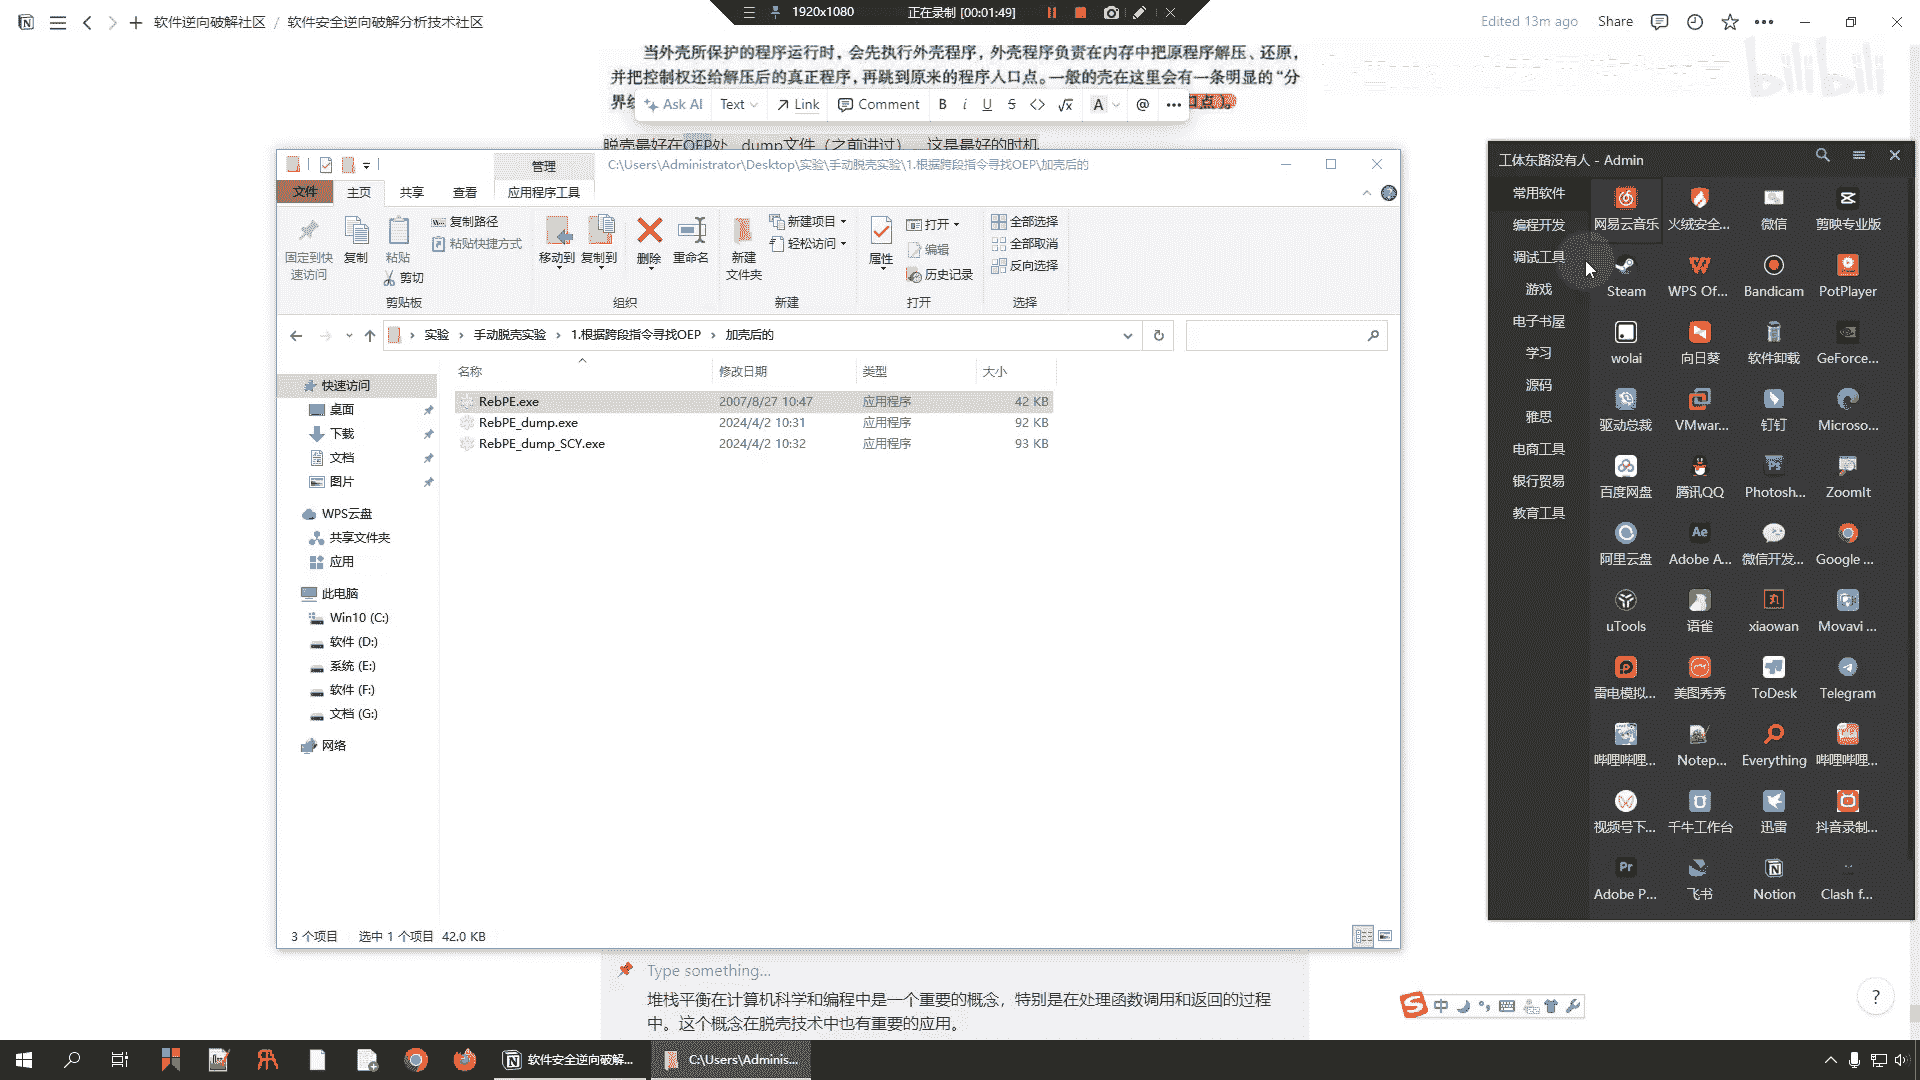 软件逆向破解社区 / 软件安全逆向破解分析技术社区
1920x1080
正在录制 [00:01:49]
Edited 13m ago
Share
bilibili
当外壳所保护的程序运行时，会先执行外壳程序，外壳程序负责在内存中把原程序解压、还原，
并把控制权还给解压后的真正程序，再跳到原来的程序入口点。一般的壳在这里会有一条明显的“分
Ask AI
Text
Link
Comment
B
i
U
S
<>
√x
A
@
口点）。
脱壳最好在OEP处，dump文件（之前讲过），这是最好的时机
管理
C:\Users\Administrator\Desktop\实验\手动脱壳实验\1.根据跨段指令寻找OEP\加壳后的
文件
主页
共享
查看
应用程序工具
固定到快
速访问
复制
粘贴
复制路径
粘贴快捷方式
剪切
剪贴板
移动到
复制到
删除
重命名
组织
新建
文件夹
新建项目
轻松访问
新建
属性
打开
编辑
历史记录
打开
全部选择
全部取消
反向选择
选择
实验
手动脱壳实验
1.根据跨段指令寻找OEP
加壳后的
名称
修改日期
类型
大小
RebPE.exe
2007/8/27 10:47
应用程序
42 KB
RebPE_dump.exe
2024/4/2 10:31
应用程序
92 KB
RebPE_dump_SCY.exe
2024/4/2 10:32
应用程序
93 KB
快速访问
桌面
下载
文档
图片
WPS云盘
共享文件夹
应用
此电脑
Win10 (C:)
软件 (D:)
系统 (E:)
软件 (F:)
文档 (G:)
网络
3 个项目
选中 1 个项目 42.0 KB
工体东路没有人 - Admin
常用软件
编程开发
调试工具
游戏
电子书屋
学习
源码
雅思
电商工具
银行贸易
教育工具
网易云音乐
火绒安全...
微信
剪映专业版
Steam
WPS Of...
Bandicam
PotPlayer
wolai
向日葵
软件卸载
GeForce...
驱动总裁
VMwar...
钉钉
Microso...
百度网盘
腾讯QQ
Photosh...
ZoomIt
阿里云盘
Adobe A...
微信开发...
Google ...
uTools
语雀
xiaowan
Movavi ...
雷电模拟...
美图秀秀
ToDesk
Telegram
哔哩哔哩...
Notep...
Everything
哔哩哔哩...
视频号下...
千牛工作台
迅雷
抖音录制...
Adobe P...
飞书
Notion
Clash f...
Type something...
堆栈平衡在计算机科学和编程中是一个重要的概念，特别是在处理函数调用和返回的过程
中。这个概念在脱壳技术中也有重要的应用。
中
?
软件安全逆向破解...
C:\Users\Adminis...